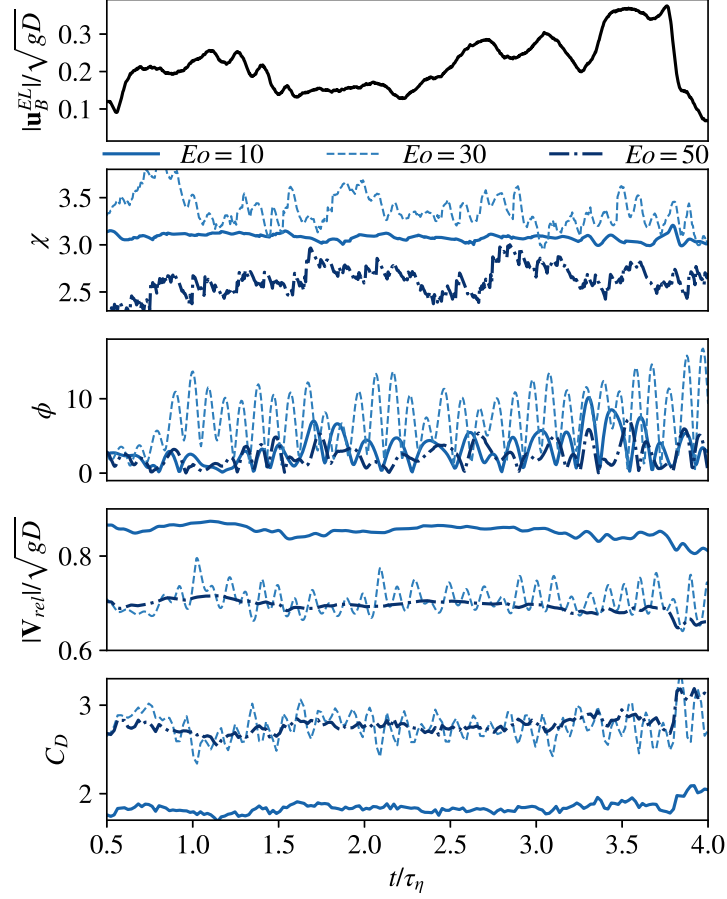 |u_B^{EL}|/√gD
0.3
0.2
0.1
Eo = 10
Eo = 30
Eo = 50
χ
3.5
3.0
2.5
ϕ
10
0
|V_{rel}|/√gD
0.8
0.6
C_D
3
2
0.5 1.0 1.5 2.0 2.5 3.0 3.5 4.0
t/τ_η